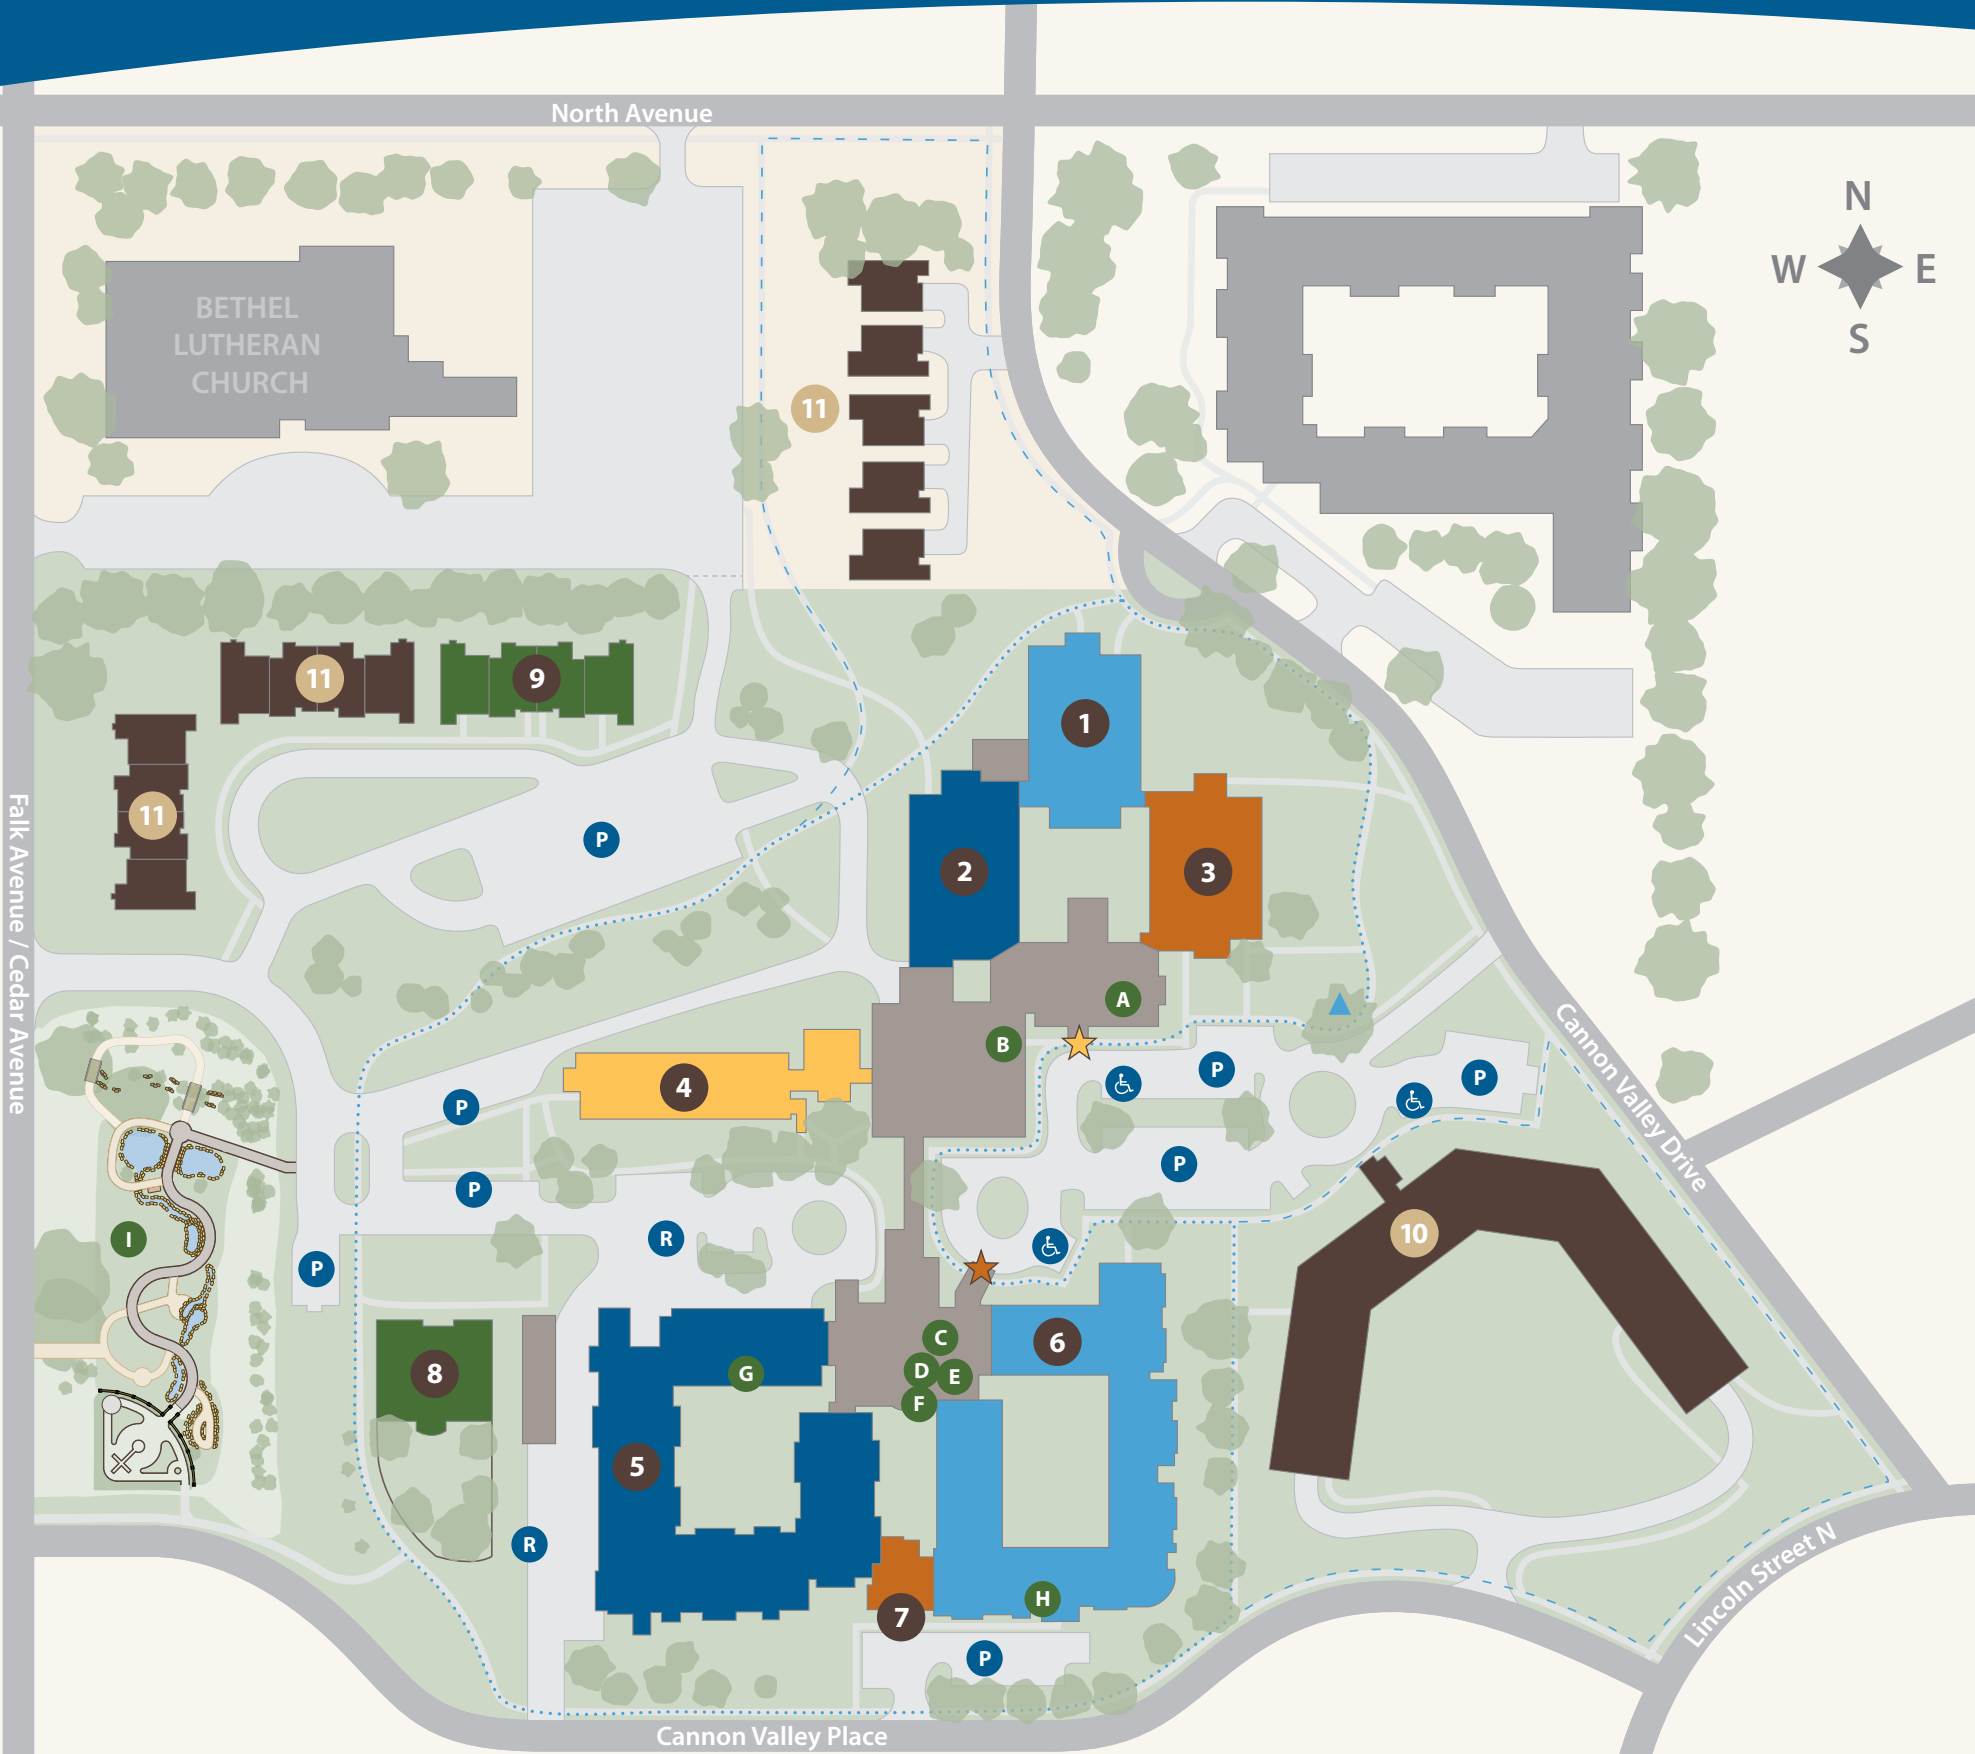 North Avenue
N
W
E
S
BETHEL
LUTHERAN
CHURCH
11
11
9
1
11
P
2
3
Falk Avenue / Cedar Avenue
A
B
Cannon Valley Drive
4
P
P
P
P
P
P
I
R
10
P
C
6
8
G
D
E
F
5
R
H
7
P
Lincoln Street N
Cannon Valley Place